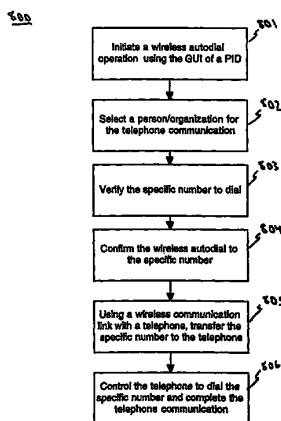 800
801
Initiate a wireless autodial
operation using the GUI of a PID
802
Select a person/organization for
the telephone communication
803
Verify the specific number to dial
804
Confirm the wireless autodial to
the specific number
805
Using a wireless communication
link with a telephone, transfer the
specific number to the telephone
806
Control the telephone to dial the
specific number and complete the
telephone communication